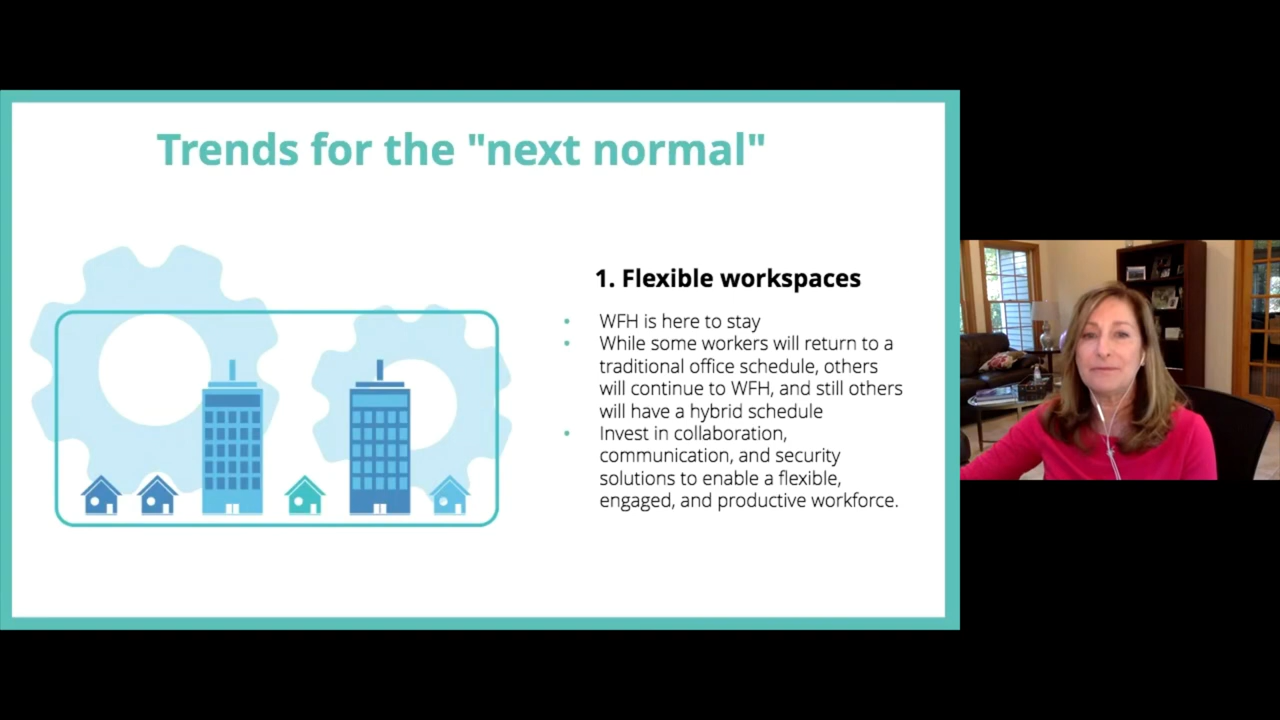 Trends for the "next normal"
1. Flexible workspaces
• WFH is here to stay
• While some workers will return to a
traditional office schedule, others
will continue to WFH, and still others
will have a hybrid schedule
• Invest in collaboration,
communication, and security
solutions to enable a flexible,
engaged, and productive workforce.